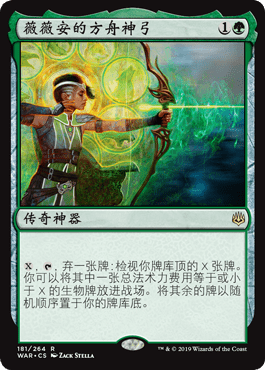 薇薇安的方舟神弓 1
传奇神器
X，，弃一张牌：检视你牌库顶的 X 张牌。
你可以将其中一张总法术力费用等于或小
于 X 的生物牌放进战场。将其余的牌以随
机顺序置于你的牌库底。
181/264 R
WAR • CS ZACK STELLA
™ & © 2019 Wizards of the Coast